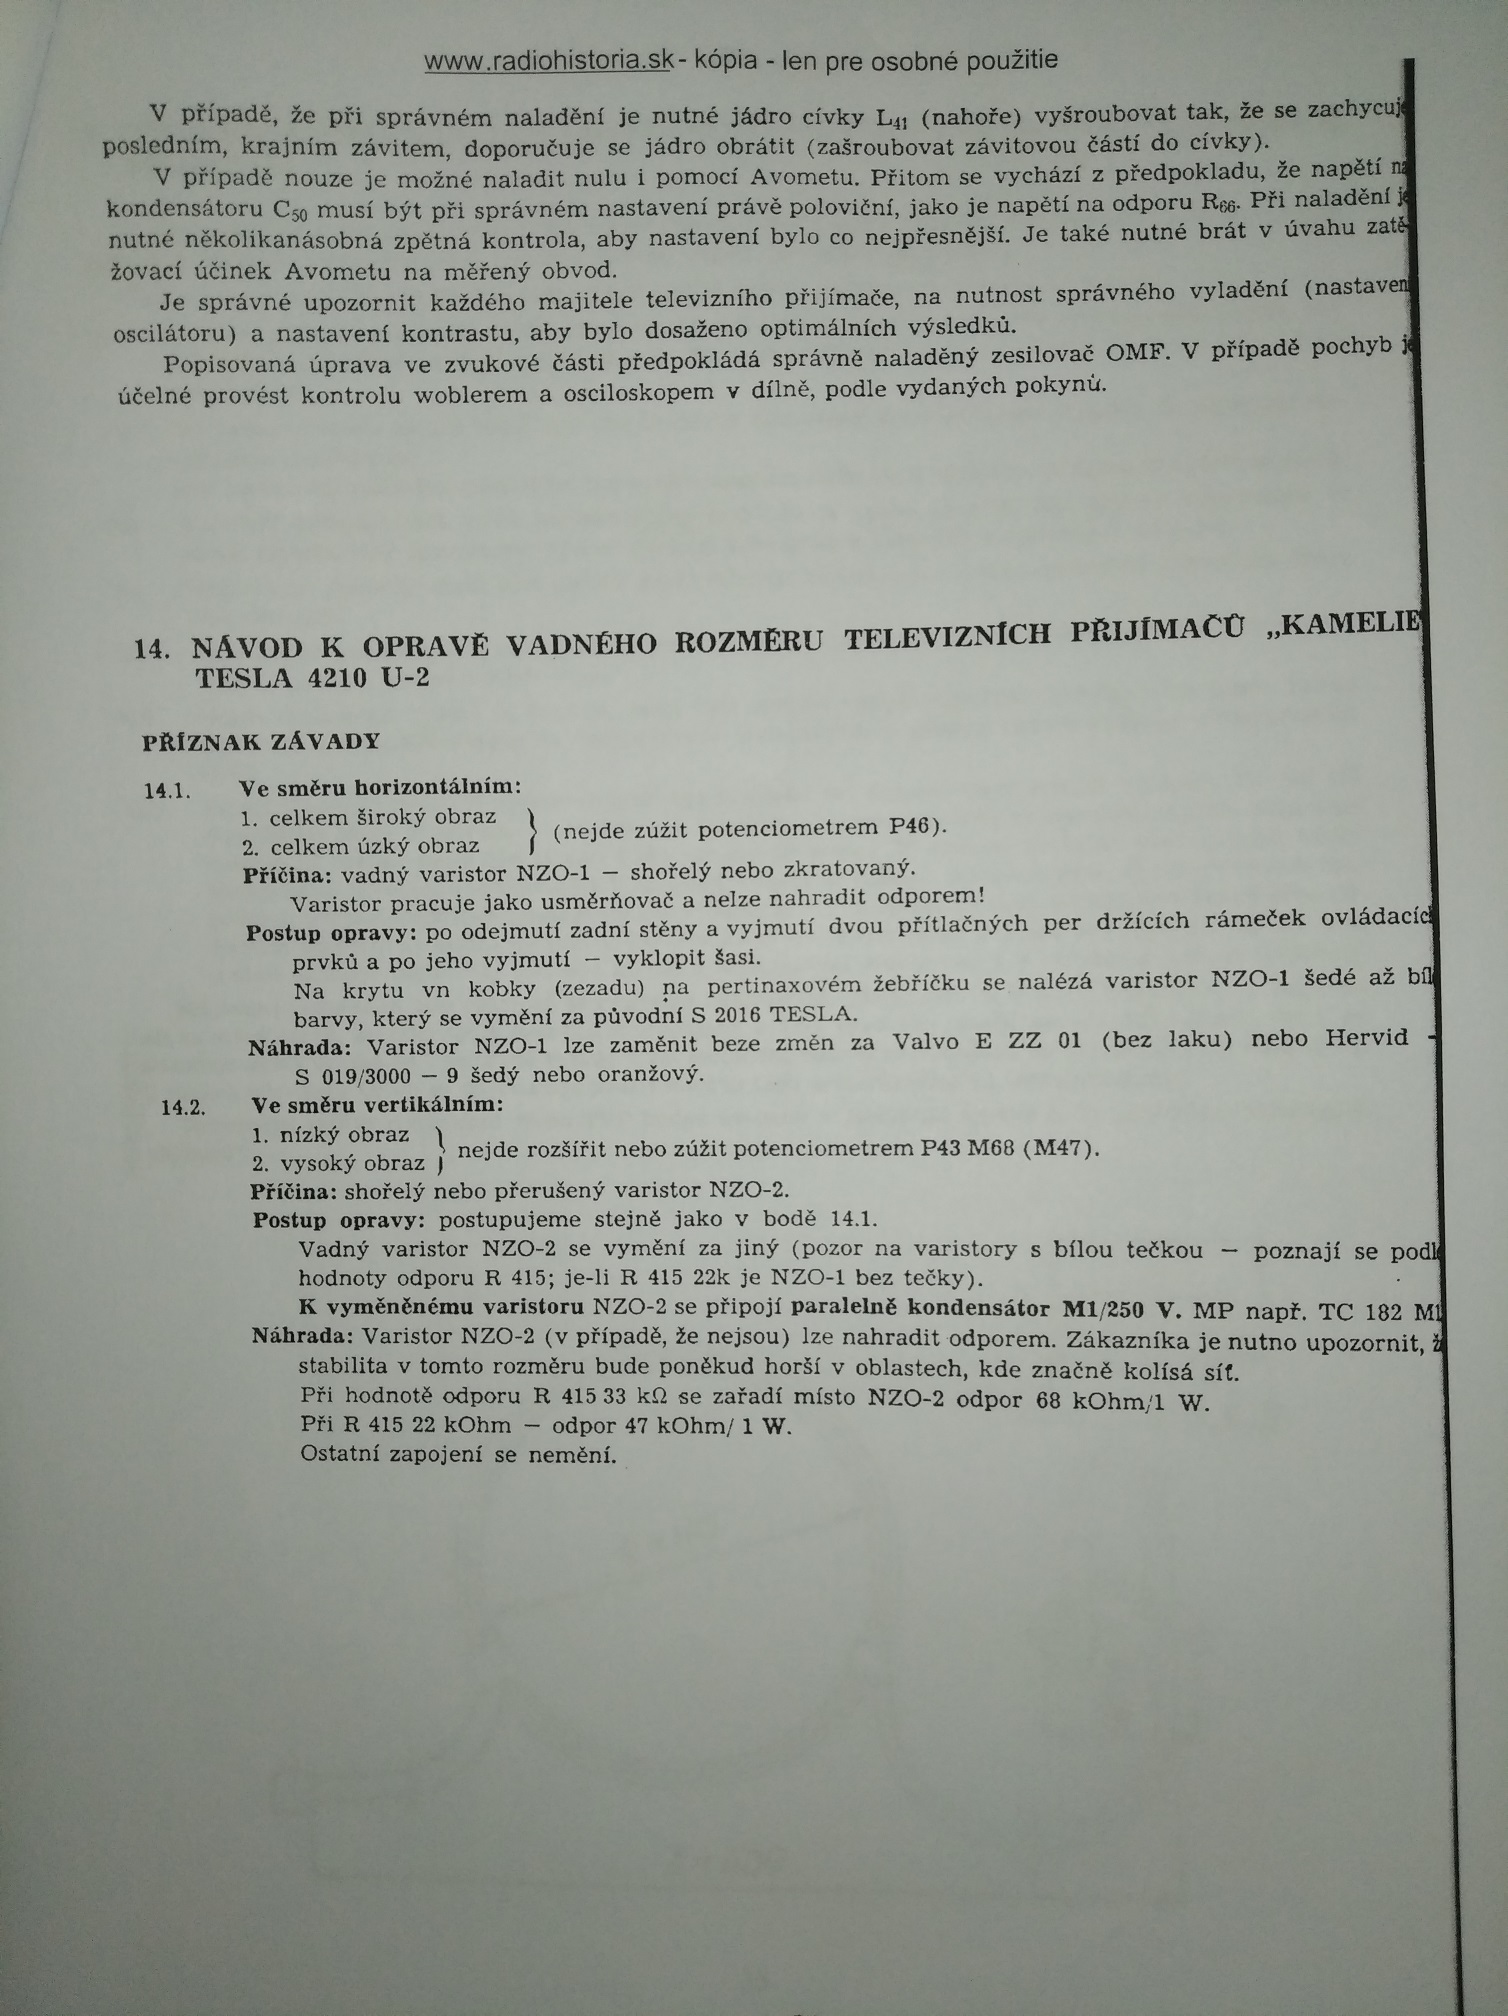 www.radiohistoria.sk - kópia - len pre osobné použitie
V případě, že při správném naladění je nutné jádro cívky L41 (nahoře) vyšroubovat tak, že se zachycuje
posledním, krajním závitem, doporučuje se jádro obrátit (zašroubovat závitovou částí do cívky).
V případě nouze je možné naladit nulu i pomocí Avometu. Přitom se vychází z předpokladu, že napětí na
kondensátoru C50 musí být při správném nastavení právě poloviční, jako je napětí na odporu R66. Při naladění je
nutné několikanásobná zpětná kontrola, aby nastavení bylo co nejpřesnější. Je také nutné brát v úvahu zatě-
žovací účinek Avometu na měřený obvod.
Je správné upozornit každého majitele televizního přijímače, na nutnost správného vyladění (nastaven
oscilátoru) a nastavení kontrastu, aby bylo dosaženo optimálních výsledků.
Popisovaná úprava ve zvukové části předpokládá správně naladěný zesilovač OMF. V případě pochyb je
účelné provést kontrolu woblerem a osciloskopem v dílně, podle vydaných pokynů.
14. NÁVOD K OPRAVĚ VADNÉHO ROZMĚRU TELEVIZNÍCH PŘIJÍMAČŮ „KAMELIE
TESLA 4210 U-2
PŘÍZNAK ZÁVADY
14.1. Ve směru horizontálním:
1. celkem široký obraz
2. celkem úzký obraz } (nejde zúžit potenciometrem P46).
Příčina: vadný varistor NZO-1 — shořelý nebo zkratovaný.
Varistor pracuje jako usměrňovač a nelze nahradit odporem!
Postup opravy: po odejmutí zadní stěny a vyjmutí dvou přítlačných per držících rámeček ovládacích
prvků a po jeho vyjmutí — vyklopit šasi.
Na krytu vn kobky (zezadu) na pertinaxovém žebříčku se nalézá varistor NZO-1 šedé až bíl
barvy, který se vymění za původní S 2016 TESLA.
Náhrada: Varistor NZO-1 lze zaměnit beze změn za Valvo E ZZ 01 (bez laku) nebo Hervid -
S 019/3000 — 9 šedý nebo oranžový.
14.2. Ve směru vertikálním:
1. nízký obraz
2. vysoký obraz } nejde rozšířit nebo zúžit potenciometrem P43 M68 (M47).
Příčina: shořelý nebo přerušený varistor NZO-2.
Postup opravy: postupujeme stejně jako v bodě 14.1.
Vadný varistor NZO-2 se vymění za jiný (pozor na varistory s bílou tečkou — poznají se podle
hodnoty odporu R 415; je-li R 415 22k je NZO-1 bez tečky).
K vyměněnému varistoru NZO-2 se připojí paralelně kondensátor M1/250 V. MP např. TC 182 M1
Náhrada: Varistor NZO-2 (v případě, že nejsou) lze nahradit odporem. Zákazníka je nutno upozornit, ž
stabilita v tomto rozměru bude poněkud horší v oblastech, kde značně kolísá síť.
Při hodnotě odporu R 415 33 kΩ se zařadí místo NZO-2 odpor 68 kOhm/1 W.
Při R 415 22 kOhm — odpor 47 kOhm/ 1 W.
Ostatní zapojení se nemění.